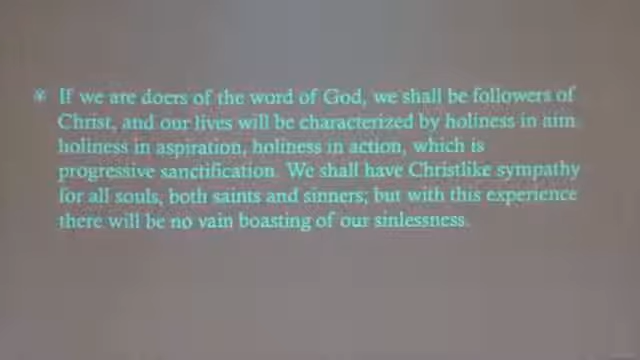 * If we are doers of the word of God, we shall be followers of
Christ, and our lives will be characterized by holiness in aim
holiness in aspiration, holiness in action, which is
progressive sanctification. We shall have Christlike sympathy
for all souls, both saints and sinners; but with this experience
there will be no vain boasting of our sinlessness.